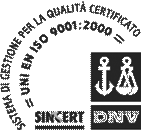 SISTEMA DI GESTIONE PER LA QUALITÀ CERTIFICATO
= UNI EN ISO 9001:2000 =
SINCERT
DNV